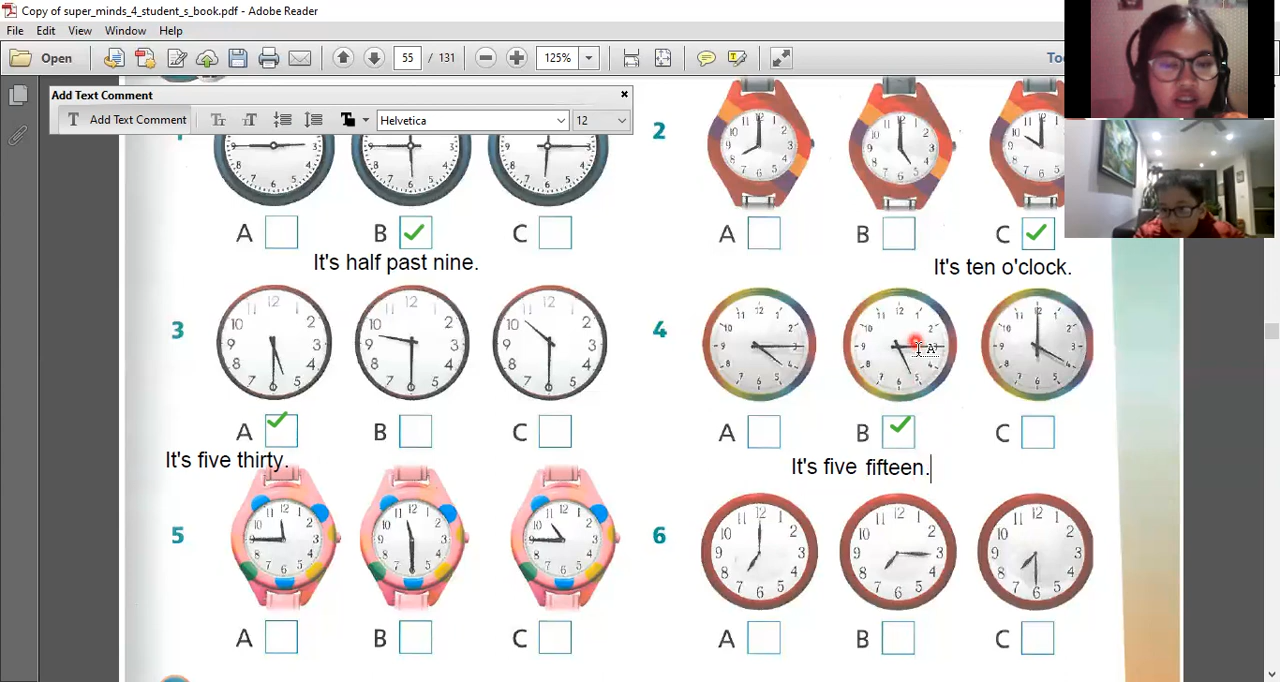 Copy of super_minds_4_student_s_book.pdf - Adobe Reader
File Edit View Window Help
Open 55 / 131 125%
Add Text Comment
Add Text Comment Helvetica 12
2
A B C
A B C
It's half past nine.
It's ten o'clock.
3
4
A B C
A B C
It's five thirty.
It's five fifteen.
5
6
A B C
A B C